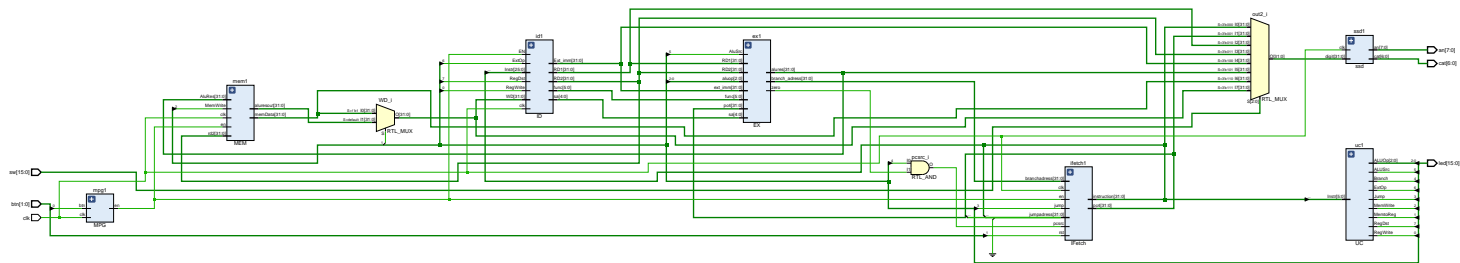 out2_i
RTL_MUX
ssd1
ssd
clk
digit[31:0]
an[7:0]
cat[6:0]
an[7:0]
cat[6:0]
id1
ID
EN
ExtOp
Instr[25:0]
RegDst
RegWrite
WD[31:0]
clk
Ext_imm[31:0]
RD1[31:0]
RD2[31:0]
func[5:0]
sa[4:0]
ex1
EX
AluSrc
RD1[31:0]
RD2[31:0]
aluop[2:0]
ext_imm[31:0]
func[5:0]
pcinl[31:0]
sa[4:0]
alures[31:0]
branch_adress[31:0]
zero
mem1
MEM
AluRes[31:0]
MemWrite
clk
en
rd2[31:0]
aluresout[31:0]
memData[31:0]
WD_i
RTL_MUX
O[31:0]
S
mpg1
MPG
btn
clk
en
sw[15:0]
btn[1:0]
clk
pcsrc_i
RTL_AND
ifetch1
IFetch
branchadress[31:0]
clk
en
jump
jumpadress[31:0]
pcsrc
rst
instruction[31:0]
uc1
UC
Instr[5:0]
ALUOp[2:0]
ALUSrc
Branch
ExtOp
Jump
MemWrite
MemtoReg
RegDst
RegWrite
led[15:0]